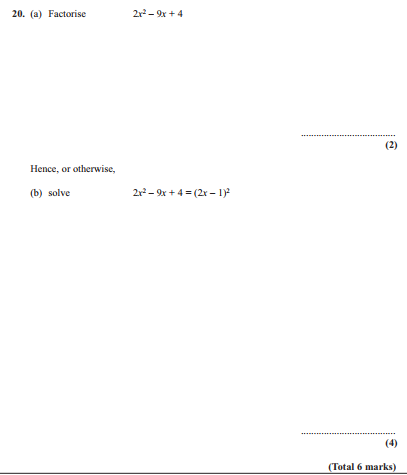 20. (a) Factorise 2x² – 9x + 4
(2)
Hence, or otherwise,
(b) solve 2x² – 9x + 4 = (2x – 1)²
(4)
(Total 6 marks)